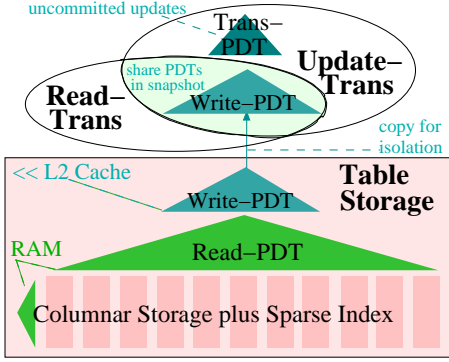 uncommitted updates
Trans–
PDT
share PDTs
in snapshot
Update–
Trans
Read–
Trans
Write–PDT
copy for
isolation
<< L2 Cache
Table
Storage
Write–PDT
RAM
Read–PDT
Columnar Storage plus Sparse Index